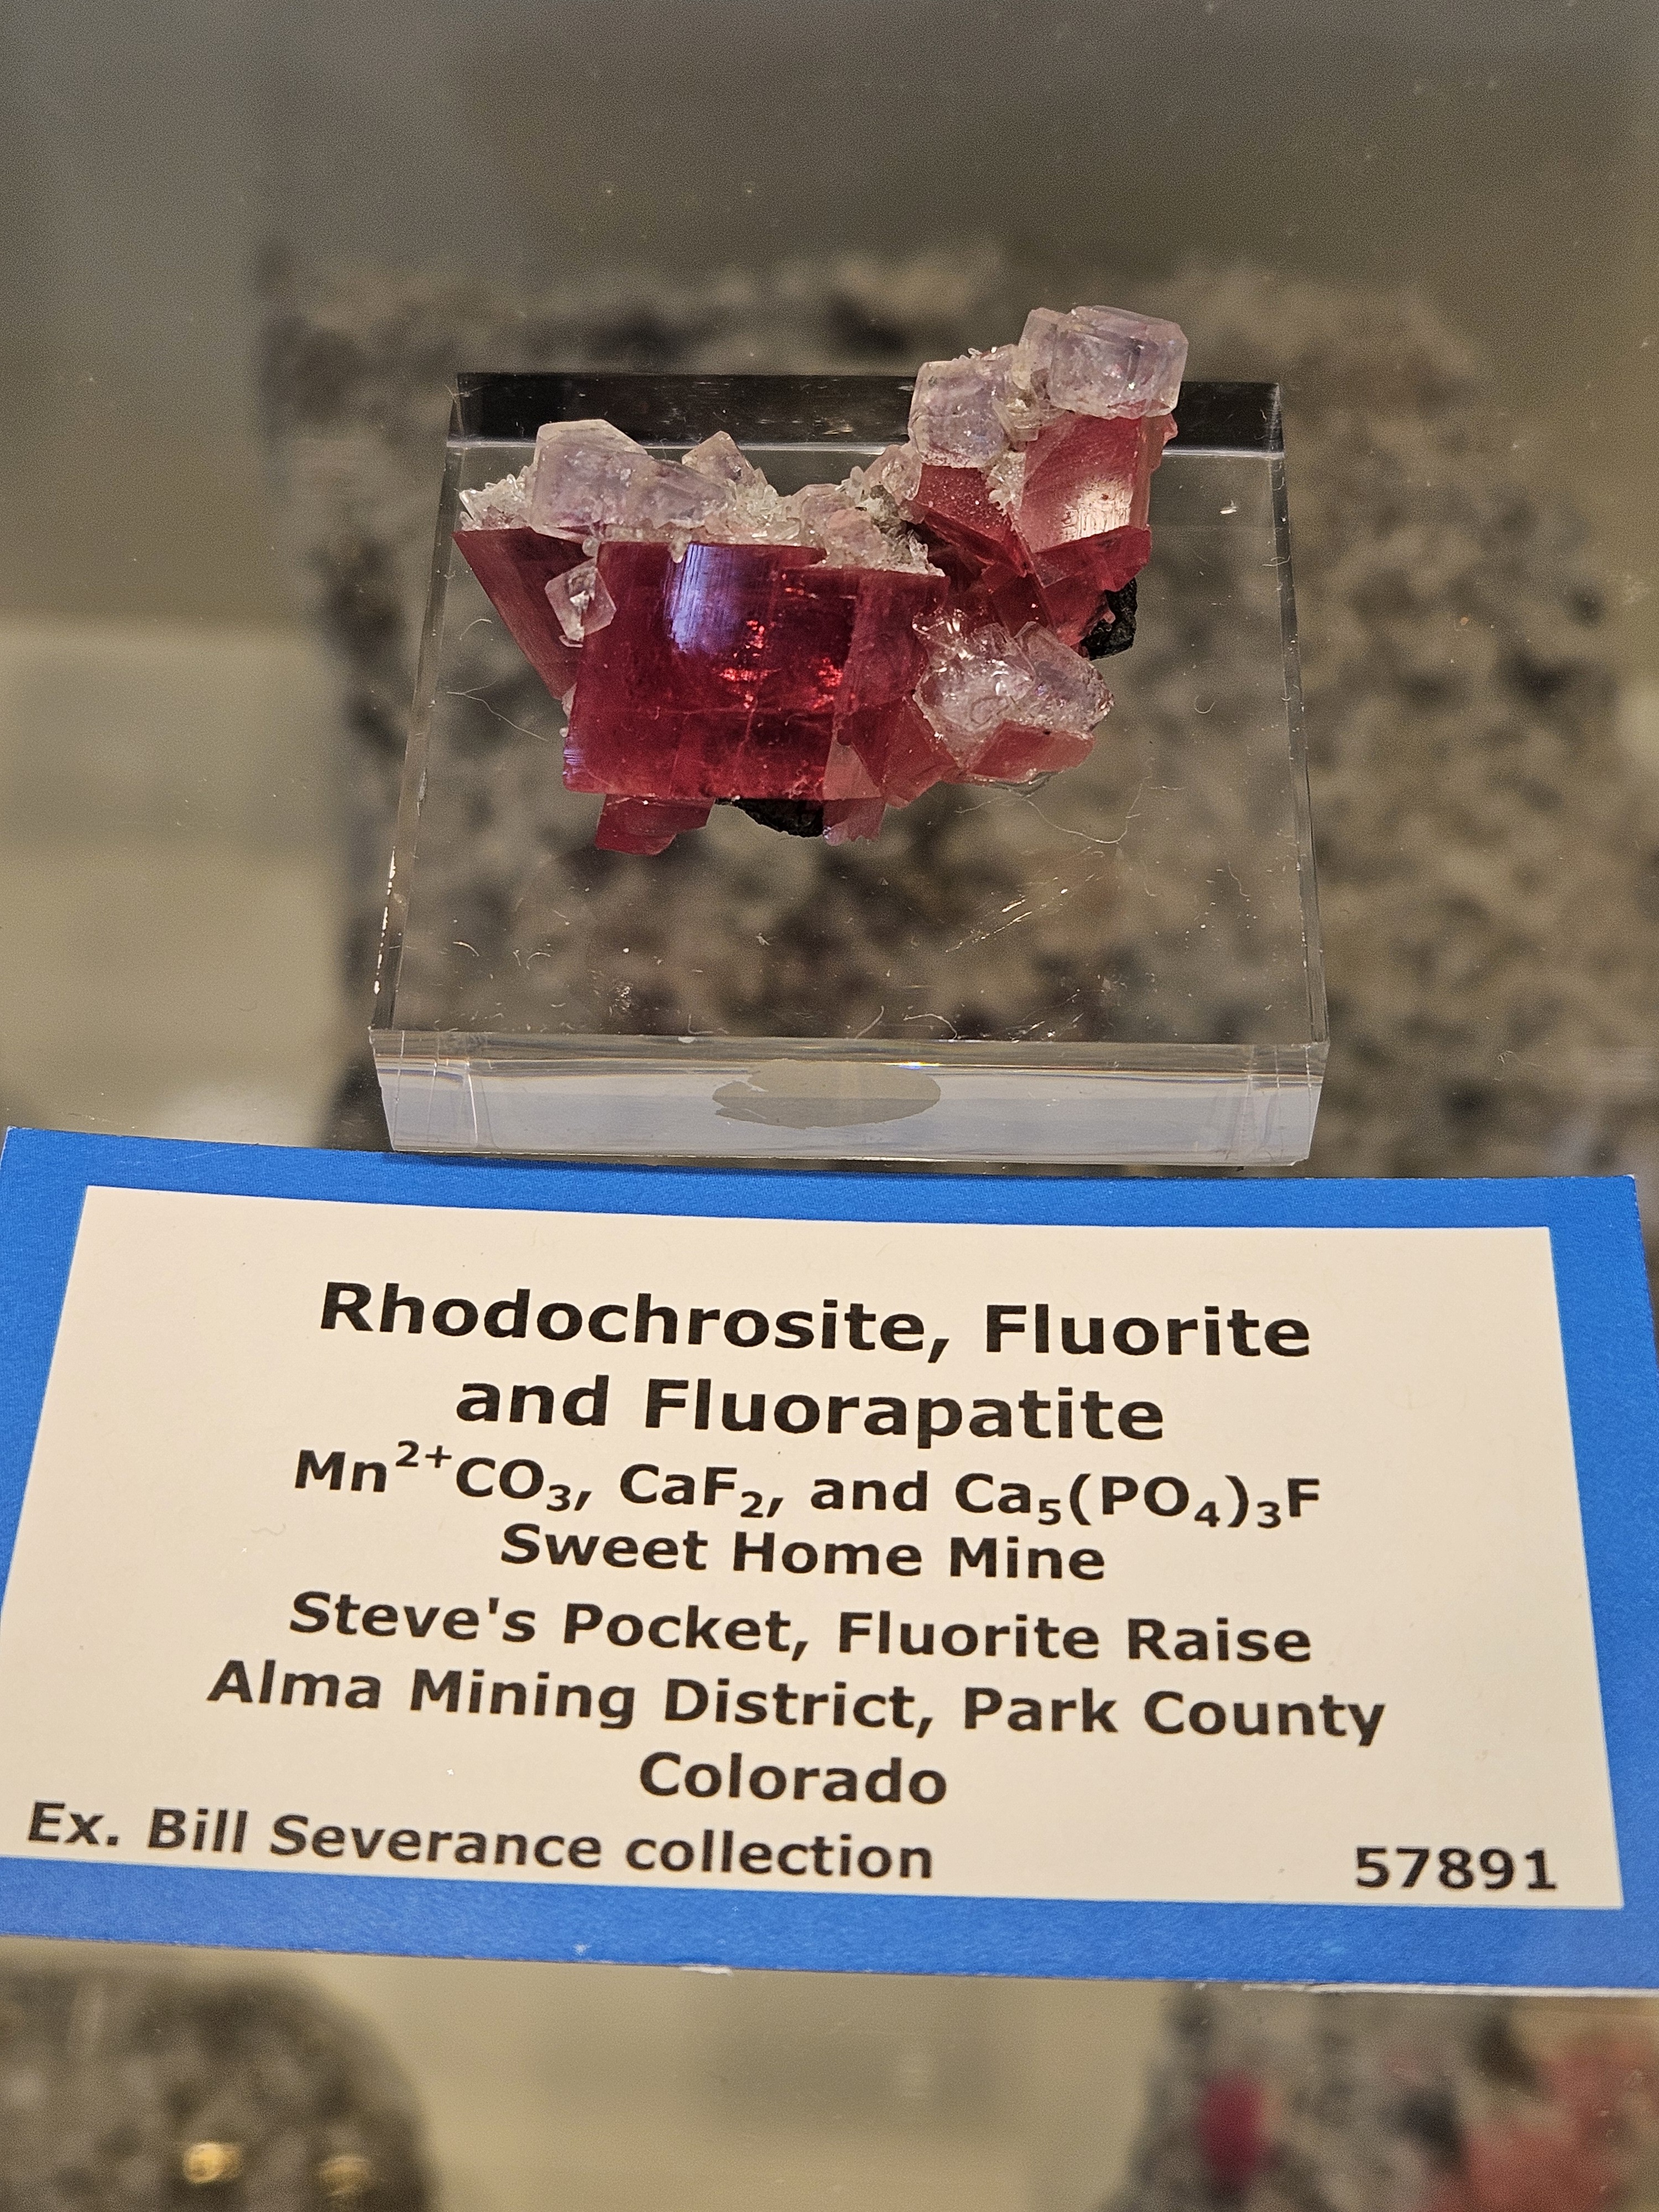 Rhodochrosite, Fluorite
and Fluorapatite
Mn²⁺CO₃, CaF₂, and Ca₅(PO₄)₃F
Sweet Home Mine
Steve's Pocket, Fluorite Raise
Alma Mining District, Park County
Colorado
Ex. Bill Severance collection 57891